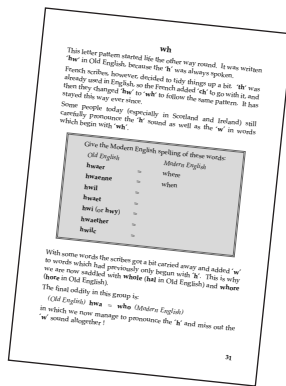 wh
This letter pattern started life the other way round. It was written
'hw' in Old English, because the 'h' was always spoken.
French scribes, however, decided to tidy things up a bit. 'th' was
already used in English, so the French added 'ch' to go with it, and
then they changed 'hw' to 'wh' to follow the same pattern. It has
stayed this way ever since.
Some people today (especially in Scotland and Ireland) still
carefully pronounce the 'h' sound as well as the 'w' in words
which begin with 'wh'.
Give the Modern English spelling of these words:
Old English Modern English
hwaer = where
hwaenne = when
hwil =
hwaet =
hwi (or hwy) =
hwaether =
hwilc =
With some words the scribes got a bit carried away and added 'w'
to words which had previously only begun with 'h'. This is why
we are now saddled with whole (hal in Old English) and whore
(hore in Old English).
The final oddity in this group is:
(Old English) hwa = who (Modern English)
in which we now manage to pronounce the 'h' and miss out the
'w' sound altogether !
31